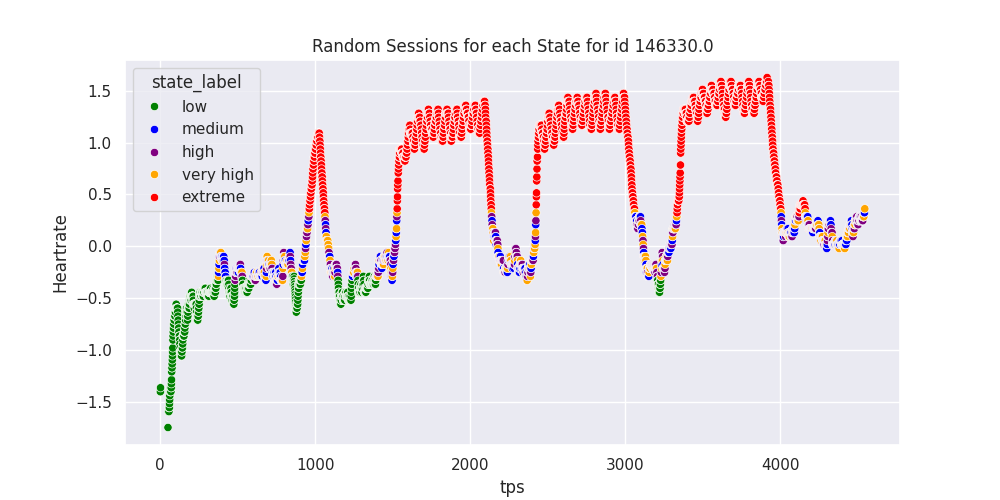 Random Sessions for each State for id 146330.0
state_label
low
medium
high
very high
extreme
1.5
1.0
0.5
0.0
−0.5
−1.0
−1.5
Heartrate
0 1000 2000 3000 4000
tps